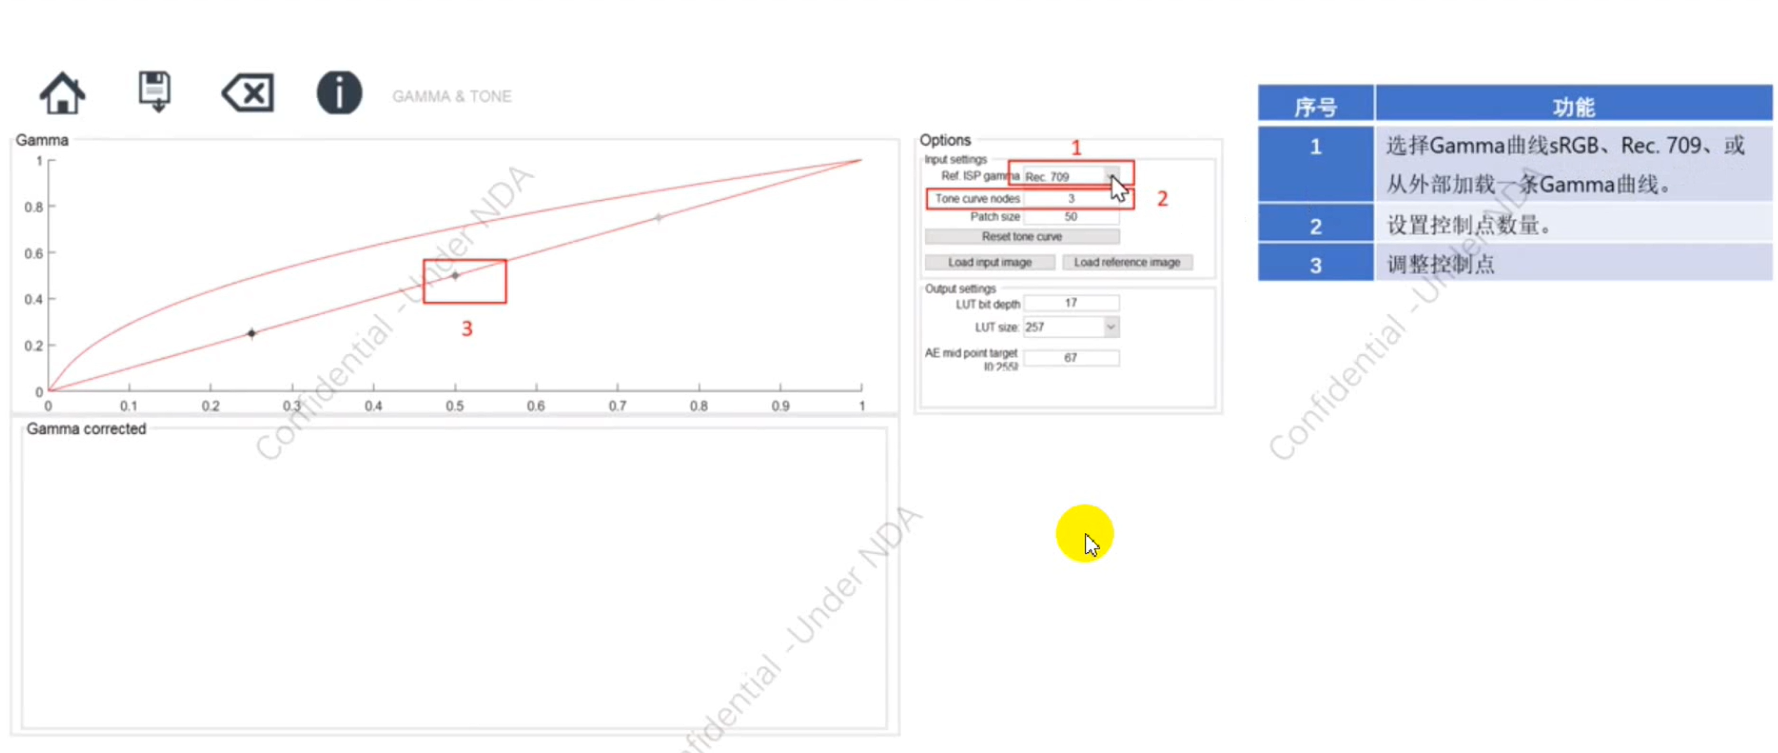 GAMMA & TONE
Gamma
1
0.8
0.6
0.4
0.2
0
0 0.1 0.2 0.3 0.4 0.5 0.6 0.7 0.8 0.9 1
3
Gamma corrected
Options
1
Input settings
Ref. ISP gamma Rec. 709
2
Tone curve nodes 3
Patch size 50
Reset tone curve
Load input image Load reference image
Output settings
LUT bit depth 17
LUT size: 257
AE mid point target 67
[0:255]:
序号 功能
1 选择Gamma曲线sRGB、Rec. 709、或
从外部加载一条Gamma曲线。
2 设置控制点数量。
3 调整控制点
Confidential -Under NDA
Confidential -Under NDA
fidential -Under NDA